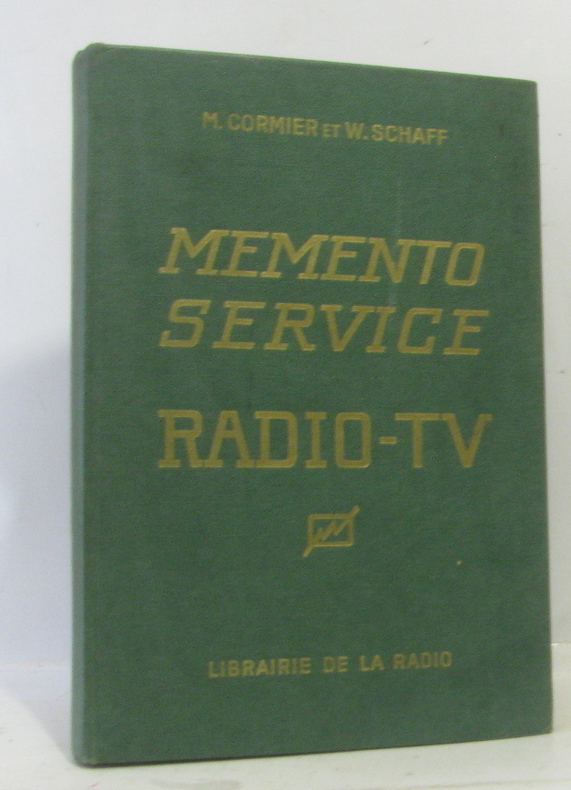 M. CORMIER ET W. SCHAFF
MEMENTO
SERVICE
RADIO-TV
LIBRAIRIE DE LA RADIO